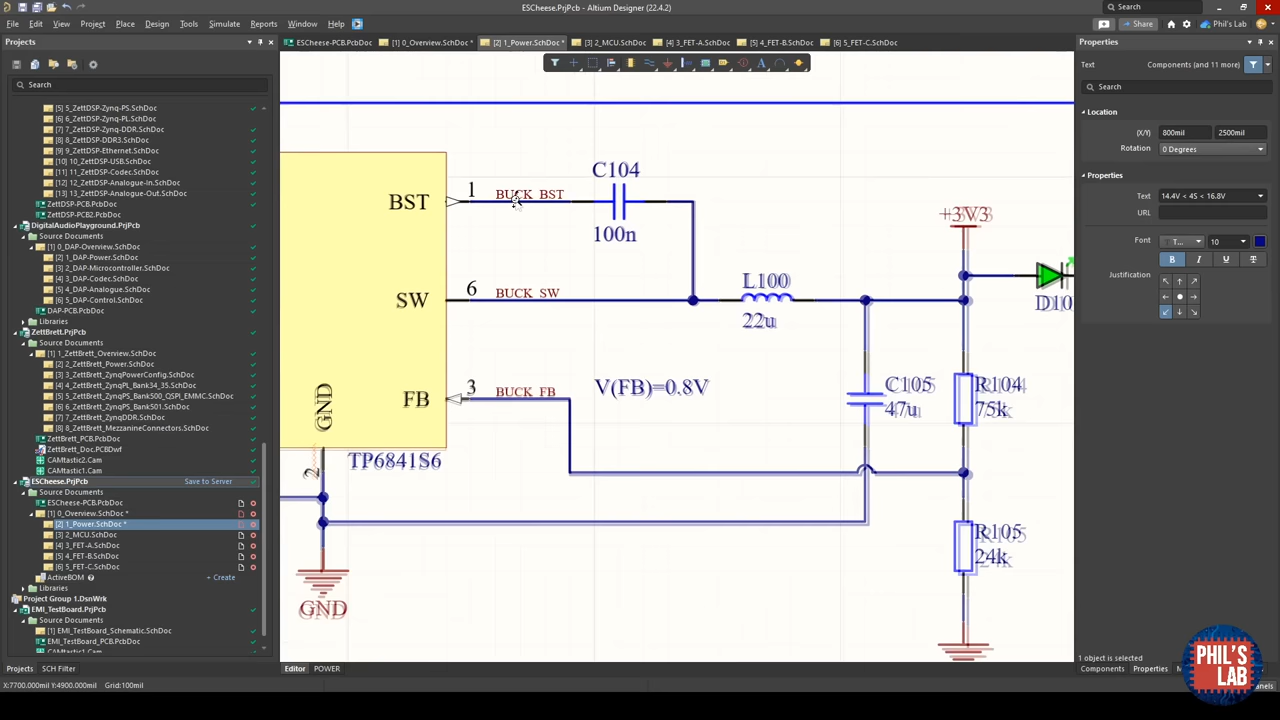 ESCheese.PrjPcb - Altium Designer (22.4.2)
Search
File Edit View Project Place Design Tools Simulate Reports Window Help
Share
Phil's Lab
Projects
ESCheese-PCB.PcbDoc
[1] 0_Overview.SchDoc *
[2] 1_Power.SchDoc *
[3] 2_MCU.SchDoc
[4] 3_FET-A.SchDoc
[5] 4_FET-B.SchDoc
[6] 5_FET-C.SchDoc
Properties
Search
[5] 5_ZettDSP-Zynq-PS.SchDoc
[6] 6_ZettDSP-Zynq-PL.SchDoc
[7] 7_ZettDSP-Zynq-DDR.SchDoc
[8] 8_ZettDSP-DDR3.SchDoc
[9] 9_ZettDSP-Ethernet.SchDoc
[10] 10_ZettDSP-USB.SchDoc
[11] 11_ZettDSP-Codec.SchDoc
[12] 12_ZettDSP-Analogue-In.SchDoc
[13] 13_ZettDSP-Analogue-Out.SchDoc
ZettDSP-PCB.PcbDoc
ZettDSP-PCB2.PcbDoc
DigitalAudioPlayground.PrjPcb
Source Documents
[1] 0_DAP-Overview.SchDoc
[2] 1_DAP-Power.SchDoc
[3] 2_DAP-Microcontroller.SchDoc
[4] 3_DAP-Codec.SchDoc
[5] 4_DAP-Analogue.SchDoc
[6] 5_DAP-Control.SchDoc
DAP-PCB.PcbDoc
Libraries
ZettBrett.PrjPcb
Source Documents
[1] 1_ZettBrett_Overview.SchDoc
[2] 2_ZettBrett_Power.SchDoc
[3] 3_ZettBrett_ZynqPowerConfig.SchDoc
[4] 4_ZettBrett_ZynqPL_Bank34_35.SchDoc
[5] 5_ZettBrett_ZynqPS_Bank500_QSPI_EMMC.SchDoc
[6] 6_ZettBrett_ZynqPS_Bank501.SchDoc
[7] 7_ZettBrett_ZynqDDR.SchDoc
[8] 8_ZettBrett_MezzanineConnectors.SchDoc
ZettBrett_PCB.PcbDoc
ZettBrett_Doc.PCBDwf
CAMtastic2.Cam
CAMtastic1.Cam
ESCheese.PrjPcb Save to Server
Source Documents
ESCheese-PCB.PcbDoc
[1] 0_Overview.SchDoc *
[2] 1_Power.SchDoc *
[3] 2_MCU.SchDoc
[4] 3_FET-A.SchDoc
[5] 4_FET-B.SchDoc
[6] 5_FET-C.SchDoc
ActiveBOM + Create
Libraries
Project Group 1.DsnWrk
EMI_TestBoard.PrjPcb
Source Documents
[1] EMI_TestBoard_Schematic.SchDoc
EMI_TestBoard_PCB.PcbDoc
CAMtastic1.Cam
Projects SCH Filter
X:7700.000mil Y:4900.000mil Grid:100mil
BST
1
BUCK_BST
C104
100n
SW
6
BUCK_SW
L100
22u
+3V3
FB
3
BUCK_FB
V(FB)=0.8V
C105
47u
R104
75k
GND
2
TP6841S6
R105
24k
GND
Editor POWER
Text Components (and 11 more)
Search
Location
(X/Y) 800mil 2500mil
Rotation 0 Degrees
Properties
Text 14.4V < 4S < 16.8V
URL
Font T... 10
B I U T
Justification
1 object is selected
Components Properties
PHIL'S
LAB